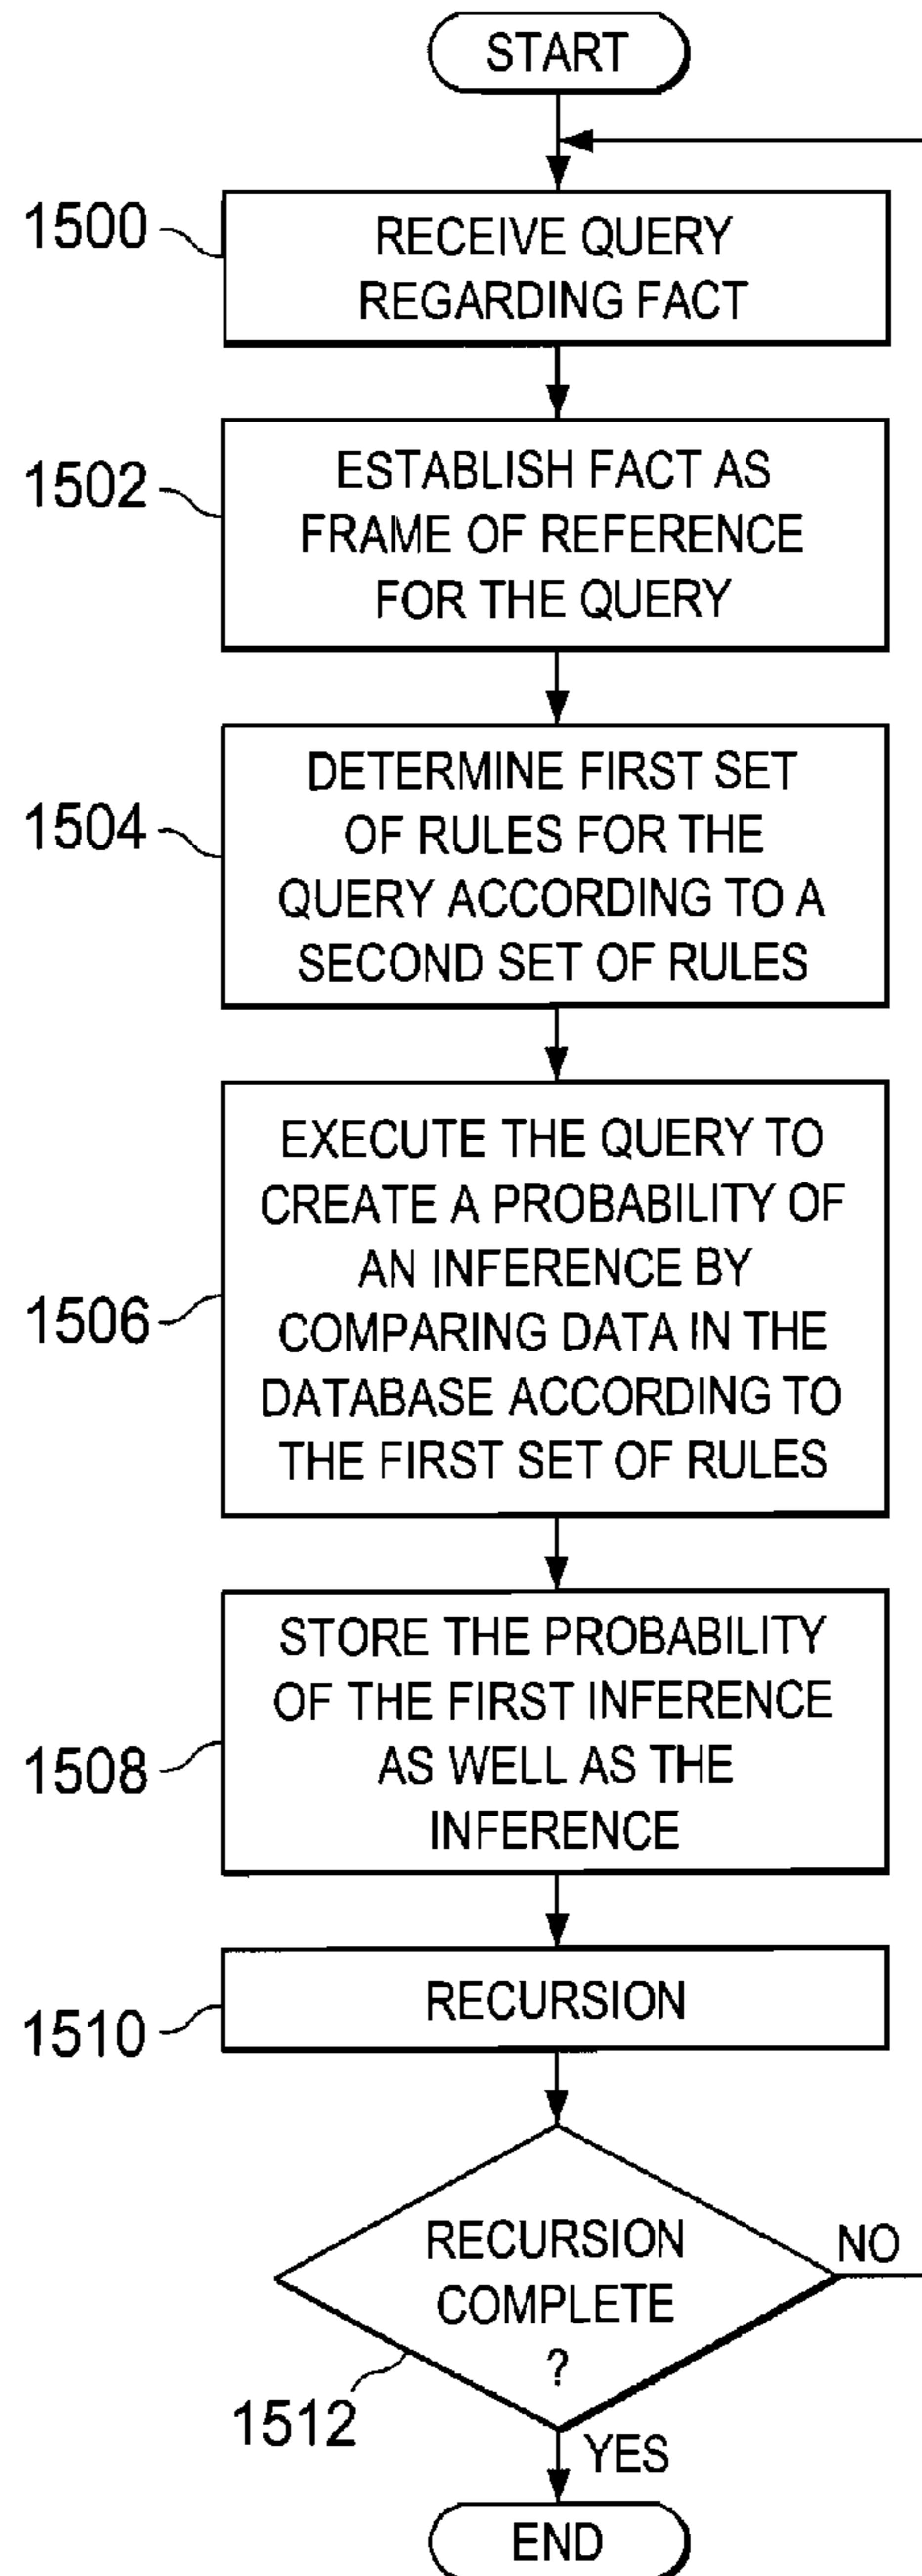 START
1500
RECEIVE QUERY
REGARDING FACT
1502
ESTABLISH FACT AS
FRAME OF REFERENCE
FOR THE QUERY
1504
DETERMINE FIRST SET
OF RULES FOR THE
QUERY ACCORDING TO A
SECOND SET OF RULES
1506
EXECUTE THE QUERY TO
CREATE A PROBABILITY OF
AN INFERENCE BY
COMPARING DATA IN THE
DATABASE ACCORDING TO
THE FIRST SET OF RULES
1508
STORE THE PROBABILITY
OF THE FIRST INFERENCE
AS WELL AS THE
INFERENCE
1510
RECURSION
RECURSION
COMPLETE
?
NO
1512
YES
END